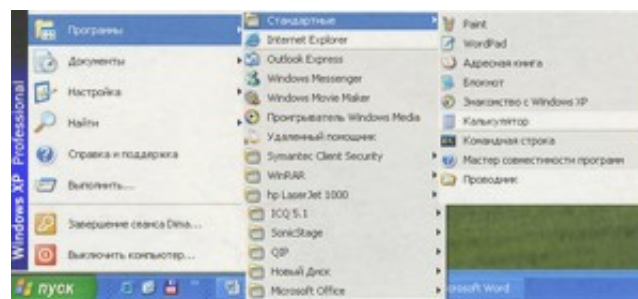 Windows XP Professional
Программы
Документы
Настройка
Найти
Справка и поддержка
Выполнить...
Завершение сеанса Dima...
Выключить компьютер...
пуск
Стандартные
Internet Explorer
Outlook Express
Windows Messenger
Windows Movie Maker
Проигрыватель Windows Media
Удаленный помощник
Symantec Client Security
WinRAR
hp LaserJet 1000
ICQ 5.1
SonicStage
QIP
Новый Диск
Microsoft Office
Paint
WordPad
Адресная книга
Блокнот
Знакомство с Windows XP
Калькулятор
Командная строка
Мастер совместимости программ
Проводник
rosoft Word